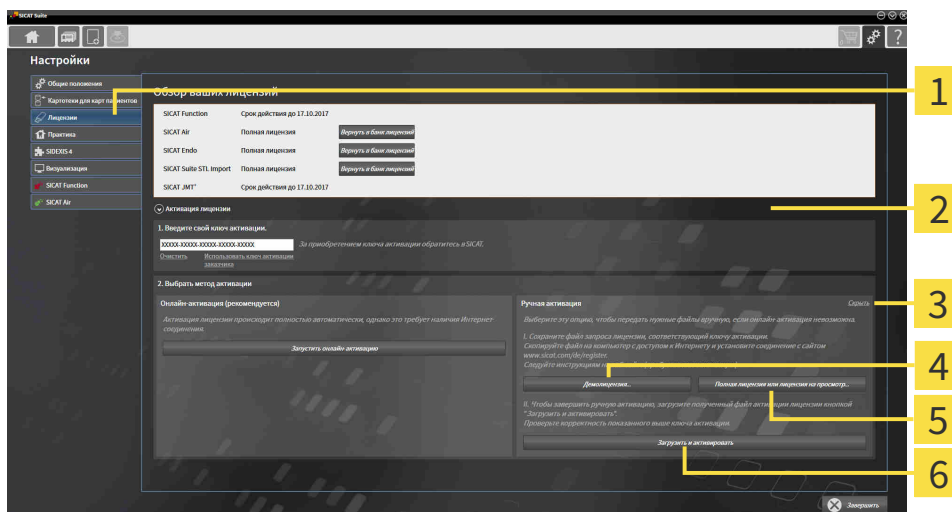 SICAT Suite
?
Настройки
Общие положения
Картотеки для карт пациентов
Лицензии
Практика
SIDEXIS 4
Визуализация
SICAT Function
SICAT Air
Обзор ваших лицензий
SICAT Function Срок действия до 17.10.2017
SICAT Air Полная лицензия Вернуть в банк лицензий
SICAT Endo Полная лицензия Вернуть в банк лицензий
SICAT Suite STL Import Полная лицензия Вернуть в банк лицензий
SICAT JMT⁺ Срок действия до 17.10.2017
Активация лицензии
1. Введите свой ключ активации.
XXXXX-XXXXX-XXXXX-XXXXX-XXXXX За приобретением ключа активации обратитесь в SICAT.
Очистить Использовать ключ активации
заказчика
2. Выбрать метод активации
Онлайн-активация (рекомендуется)
Активация лицензии происходит полностью автоматически, однако это требует наличия Интернет-
соединения.
Запустить онлайн-активацию
Ручная активация Скрыть
Выберите эту опцию, чтобы передать нужные файлы вручную, если онлайн-активация невозможна.
I. Сохраните файл запроса лицензии, соответствующий ключу активации.
Скопируйте файл на компьютер с доступом к Интернету и установите соединение с сайтом
www.sicat.com/de/register.
Следуйте инструкциям
Демолицензия... Полная лицензия или лицензия на просмотр...
II. Чтобы завершить ручную активацию, загрузите полученный файл активации лицензии кнопкой
"Загрузить и активировать".
Проверьте корректность показанного выше ключа активации.
Загрузить и активировать
Завершить
1
2
3
4
5
6